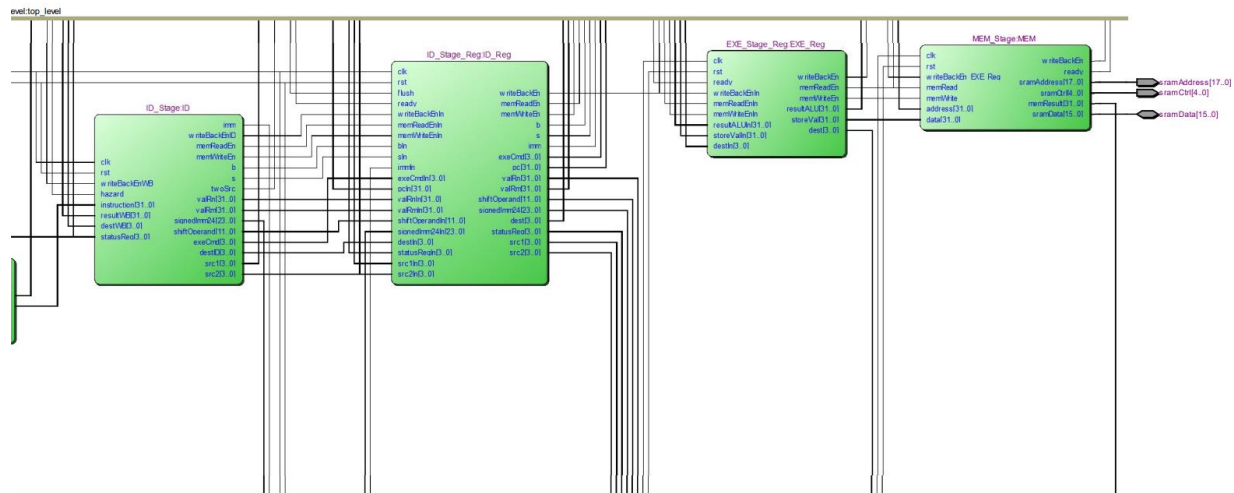 evel:top_level
ID_Stage:ID
imm
writeBackEnID
memReadEn
memWriteEn
b
s
twoSrc
valRn[31..0]
valRm[31..0]
signedImm24[23..0]
shiftOperand[11..0]
exeCmd[3..0]
destID[3..0]
src1[3..0]
src2[3..0]
clk
rst
writeBackEnWB
hazard
instruction[31..0]
resultWB[31..0]
destWB[3..0]
statusReg[3..0]
ID_Stage_Reg:ID_Reg
clk
rst
flush
ready
writeBackEnIn
memReadEnIn
memWriteEnIn
bIn
sIn
immIn
exeCmdIn[3..0]
pcIn[31..0]
valRnIn[31..0]
valRmIn[31..0]
shiftOperandIn[11..0]
signedImm24In[23..0]
destIn[3..0]
statusRegIn[3..0]
src1In[3..0]
src2In[3..0]
writeBackEn
memReadEn
memWriteEn
b
s
imm
exeCmd[3..0]
pc[31..0]
valRn[31..0]
valRm[31..0]
shiftOperand[11..0]
signedImm24[23..0]
dest[3..0]
statusReg[3..0]
src1[3..0]
src2[3..0]
EXE_Stage_Reg:EXE_Reg
clk
rst
ready
writeBackEnIn
memReadEnIn
memWriteEnIn
resultALUIn[31..0]
storeValIn[31..0]
destIn[3..0]
writeBackEn
memReadEn
memWriteEn
resultALU[31..0]
storeVal[31..0]
dest[3..0]
MEM_Stage:MEM
clk
rst
writeBackEn_EXE_Reg
memRead
memWrite
address[31..0]
data[31..0]
writeBackEn
ready
sramAddress[17..0]
sramCtrl[4..0]
memResult[31..0]
sramData[15..0]
sramAddress[17..0]
sramCtrl[4..0]
sramData[15..0]